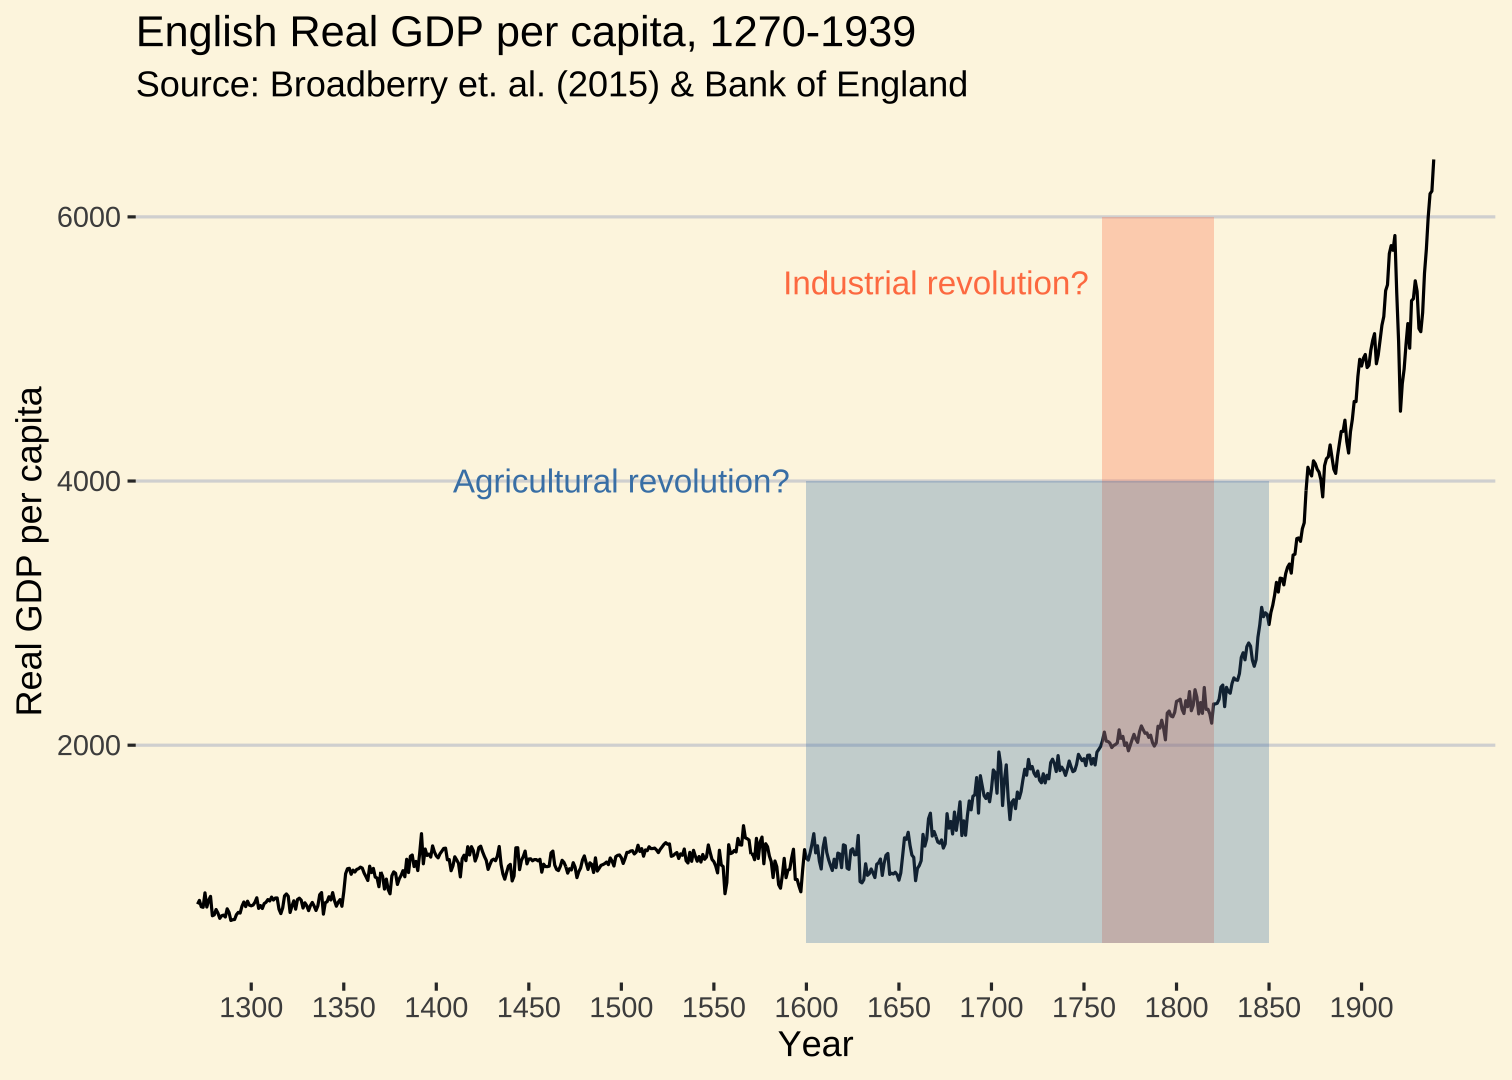 English Real GDP per capita, 1270-1939
Source: Broadberry et. al. (2015) & Bank of England
6000
Industrial revolution?
Agricultural revolution?
4000
Real GDP per capita
2000
1300 1350 1400 1450 1500 1550 1600 1650 1700 1750 1800 1850 1900
Year